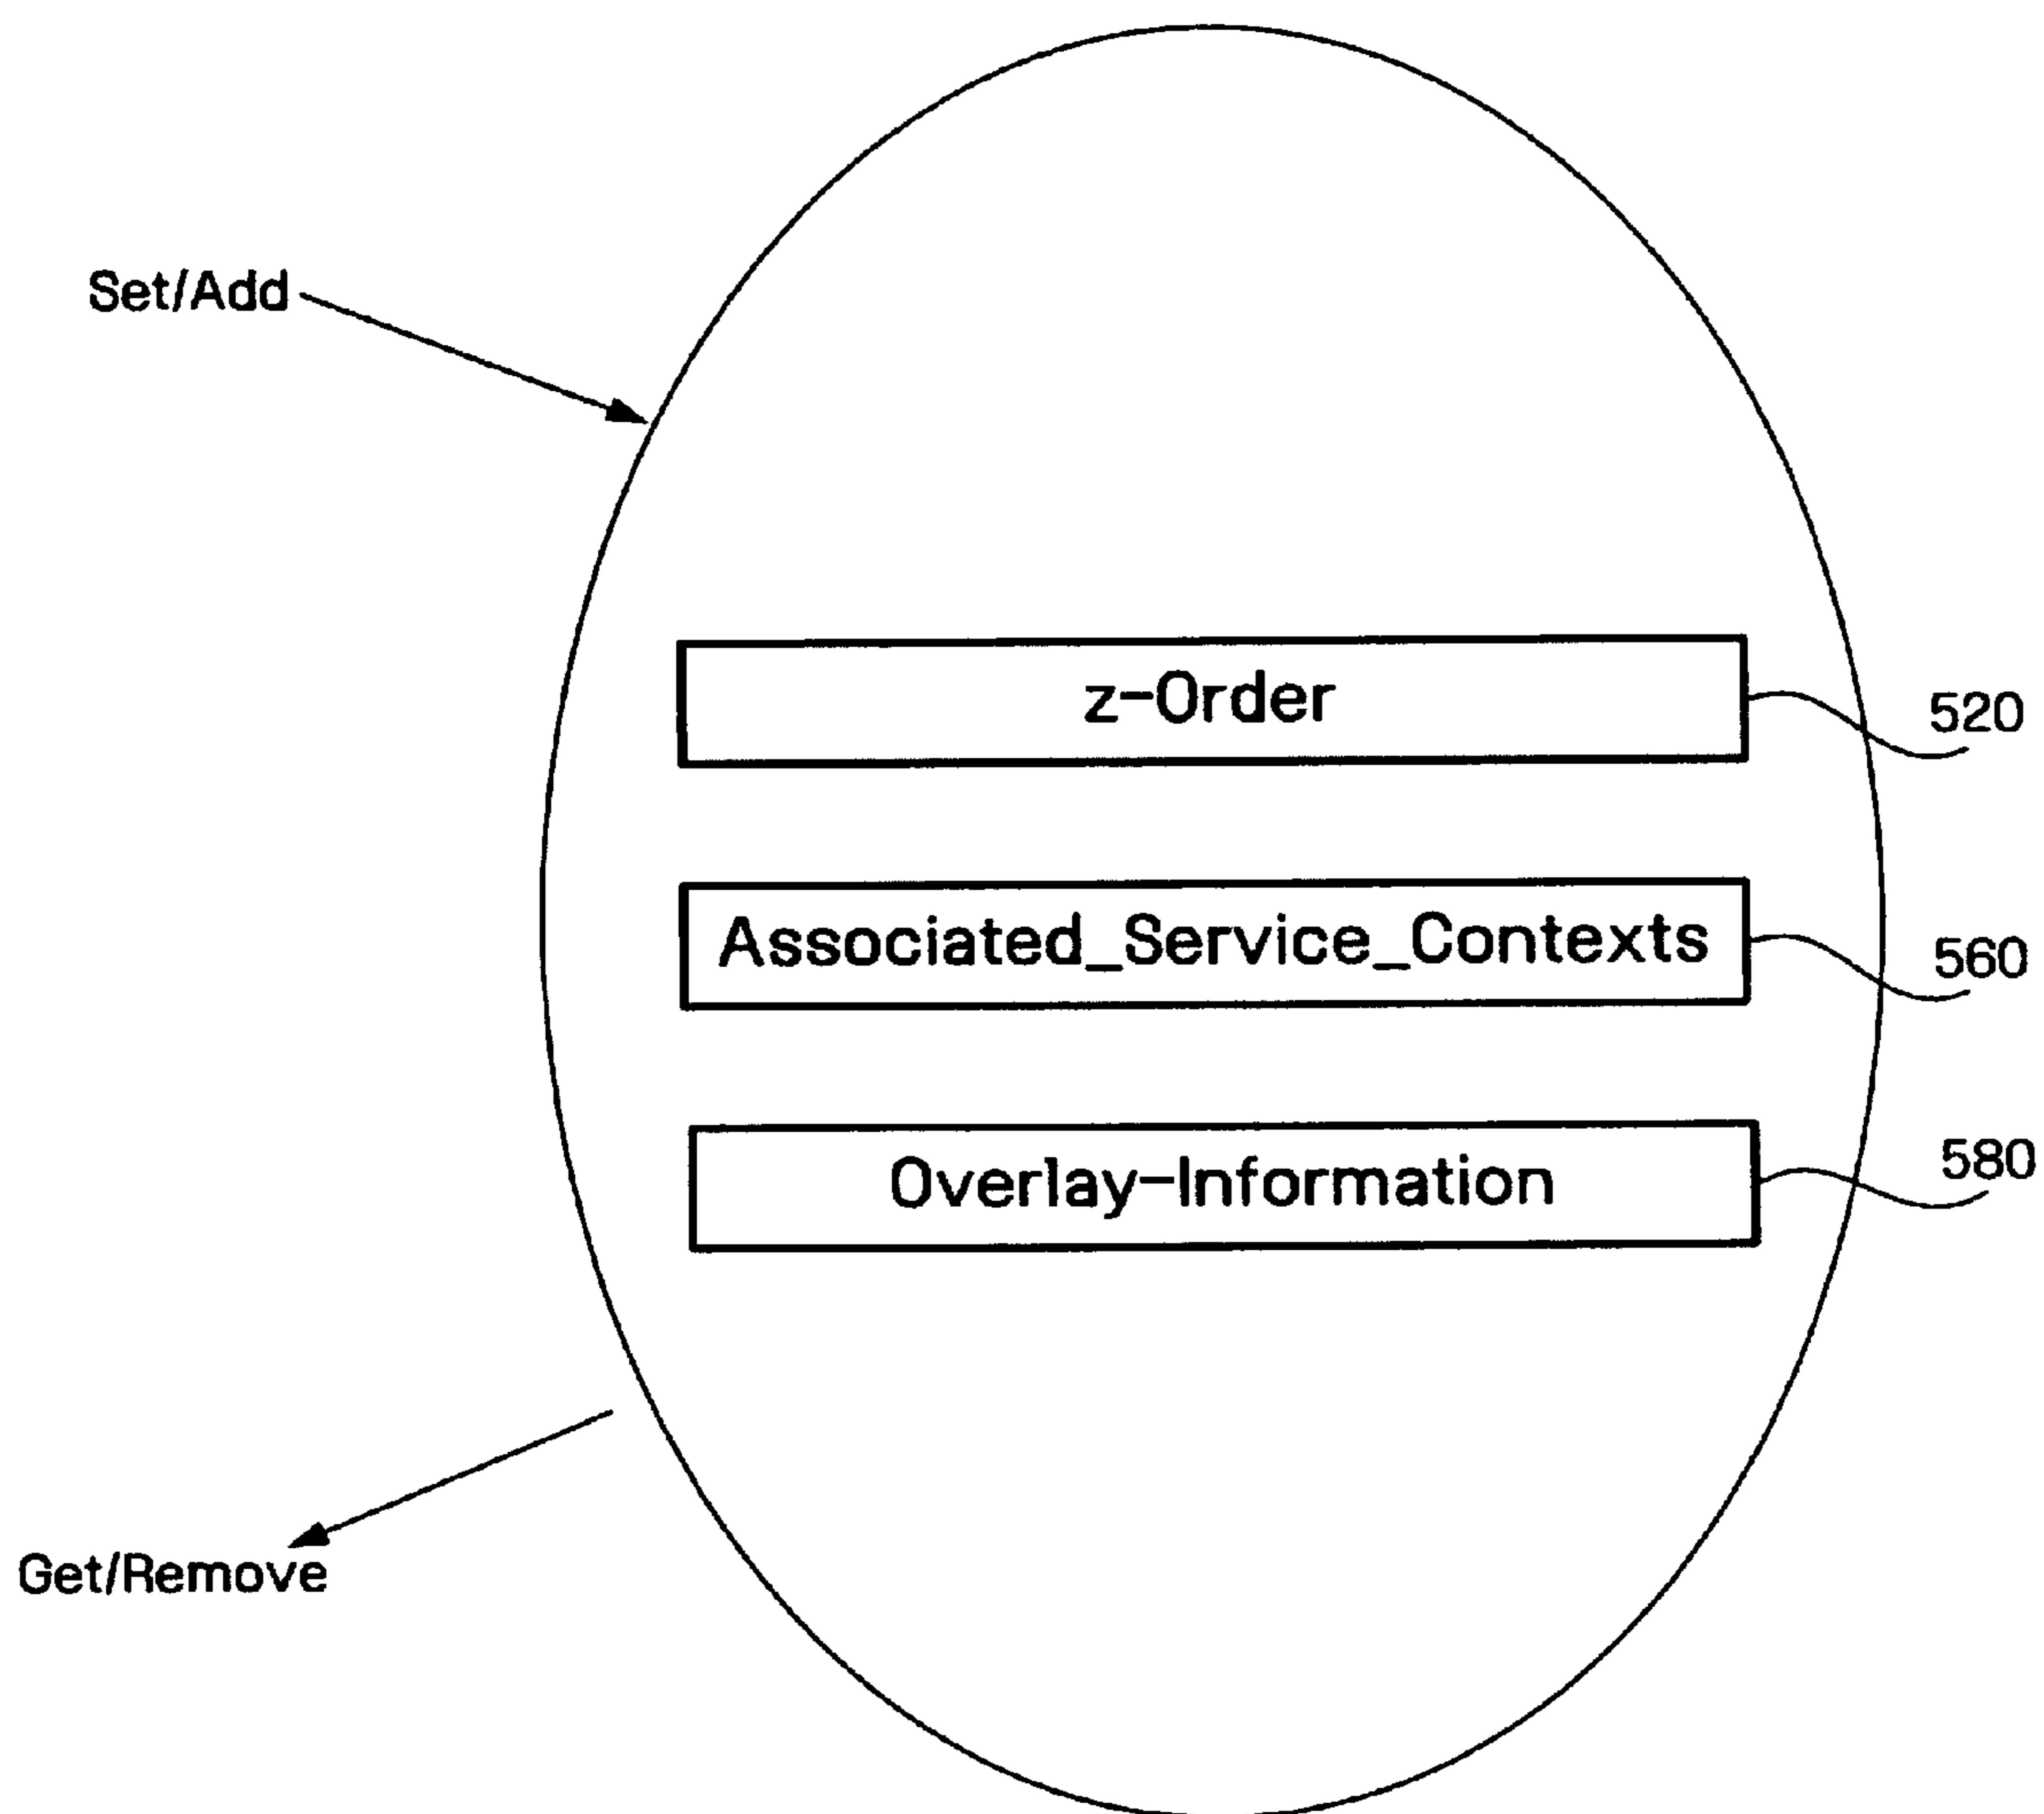 Set/Add
z-Order
520
Associated_Service_Contexts
560
Overlay-Information
580
Get/Remove